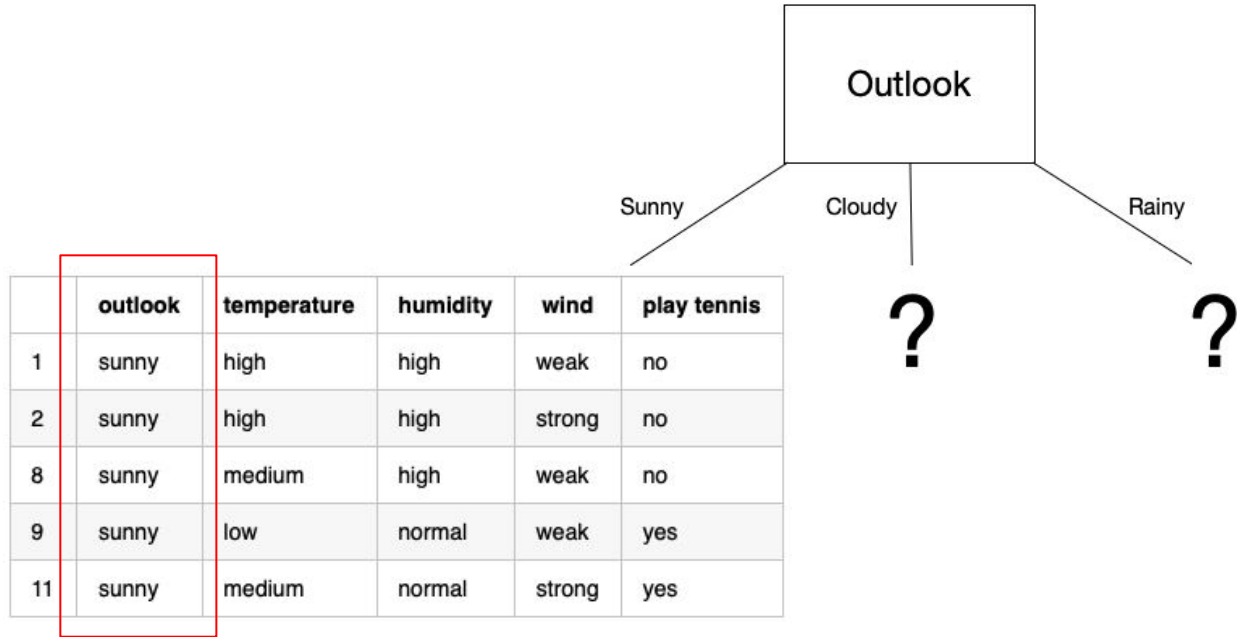 Outlook
Sunny Cloudy Rainy
outlook temperature humidity wind play tennis
1 sunny high high weak no
2 sunny high high strong no
8 sunny medium high weak no
9 sunny low normal weak yes
11 sunny medium normal strong yes
? ?